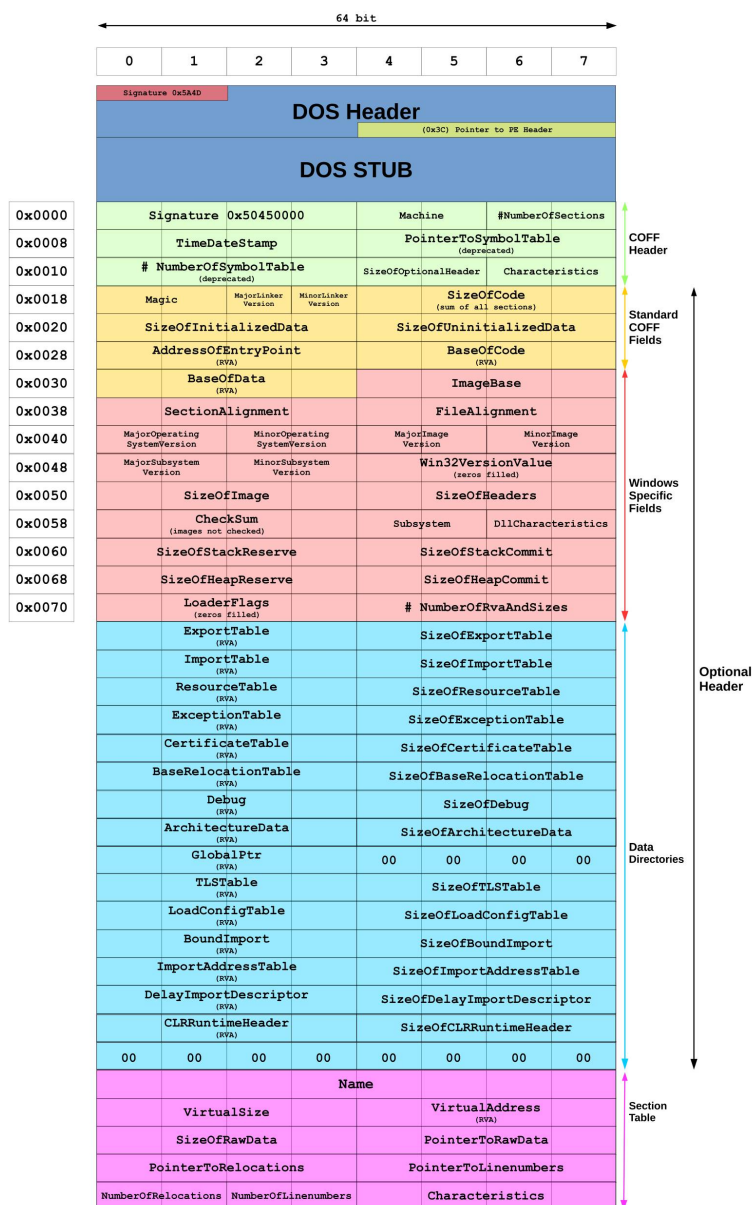 64 bit
0 1 2 3 4 5 6 7
Signature 0x5A4D
DOS Header
(0x3C) Pointer to PE Header
DOS STUB
0x0000 Signature 0x50450000 Machine #NumberOfSections
0x0008 TimeDateStamp PointerToSymbolTable
(deprecated)
COFF
Header
0x0010 # NumberOfSymbolTable SizeOfOptionalHeader Characteristics
(deprecated)
0x0018 Magic MajorLinker MinorLinker SizeOfCode
Version Version (sum of all sections)
0x0020 SizeOfInitializedData SizeOfUninitializedData
Standard
COFF
Fields
0x0028 AddressOfEntryPoint BaseOfCode
(RVA) (RVA)
0x0030 BaseOfData ImageBase
(RVA)
0x0038 SectionAlignment FileAlignment
0x0040 MajorOperating MinorOperating MajorImage MinorImage
SystemVersion SystemVersion Version Version
0x0048 MajorSubsystem MinorSubsystem Win32VersionValue
Version Version (zeros filled)
0x0050 SizeOfImage SizeOfHeaders
Windows
Specific
Fields
0x0058 CheckSum Subsystem DllCharacteristics
(images not checked)
0x0060 SizeOfStackReserve SizeOfStackCommit
0x0068 SizeOfHeapReserve SizeOfHeapCommit
0x0070 LoaderFlags # NumberOfRvaAndSizes
(zeros filled)
ExportTable SizeOfExportTable
(RVA)
ImportTable SizeOfImportTable
(RVA)
Optional
Header
ResourceTable SizeOfResourceTable
(RVA)
ExceptionTable SizeOfExceptionTable
(RVA)
CertificateTable SizeOfCertificateTable
(RVA)
BaseRelocationTable SizeOfBaseRelocationTable
(RVA)
Debug SizeOfDebug
(RVA)
ArchitectureData SizeOfArchitectureData
(RVA)
Data
Directories
GlobalPtr 00 00 00 00
(RVA)
TLSTable SizeOfTLSTable
(RVA)
LoadConfigTable SizeOfLoadConfigTable
(RVA)
BoundImport SizeOfBoundImport
(RVA)
ImportAddressTable SizeOfImportAddressTable
(RVA)
DelayImportDescriptor SizeOfDelayImportDescriptor
(RVA)
CLRRuntimeHeader SizeOfCLRRuntimeHeader
(RVA)
00 00 00 00 00 00 00 00
Name
VirtualSize VirtualAddress
(RVA)
Section
Table
SizeOfRawData PointerToRawData
PointerToRelocations PointerToLinenumbers
NumberOfRelocations NumberOfLinenumbers Characteristics